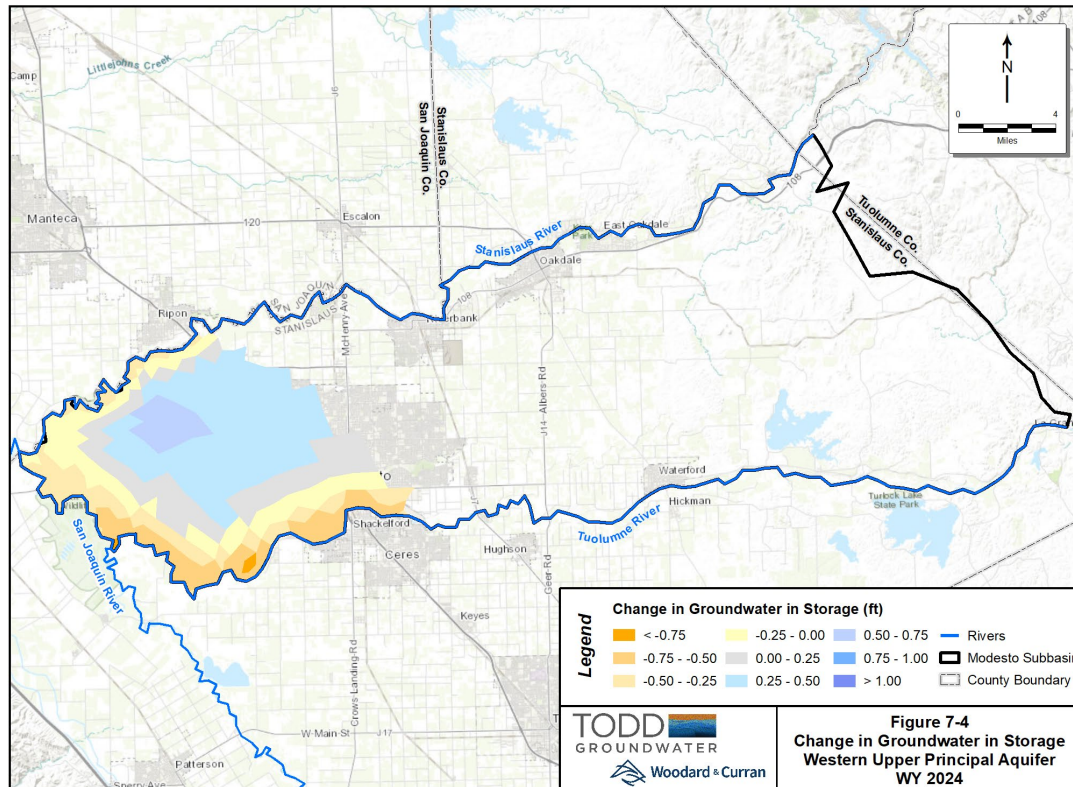 Littlejohns Creek
Camp
J6
Stanislaus Co.
San Joaquin Co.
108
N
0 4
Miles
Manteca
120
Escalon
Stanislaus River
East Oakdale
Park
Oakdale
108
Tuolumne Co.
Stanislaus Co.
Ripon
SAN JOAQUIN
STANISLAUS
McHenry Ave
108
J14 - Albers Rd
Waterford
Hickman
Turlock Lake
State Park
Tuolumne River
San Joaquin River
Shackelford
Ceres
J7
Hughson
Geer Rd
Keyes
Crows Landing Rd
W-Main St
J17
Patterson
Sperry Ave
Legend
Change in Groundwater in Storage (ft)
< -0.75
-0.75 - -0.50
-0.50 - -0.25
-0.25 - 0.00
0.00 - 0.25
0.25 - 0.50
0.50 - 0.75
0.75 - 1.00
> 1.00
Rivers
Modesto Subbasin
County Boundary
TODD
GROUNDWATER
Woodard & Curran
Figure 7-4
Change in Groundwater in Storage
Western Upper Principal Aquifer
WY 2024